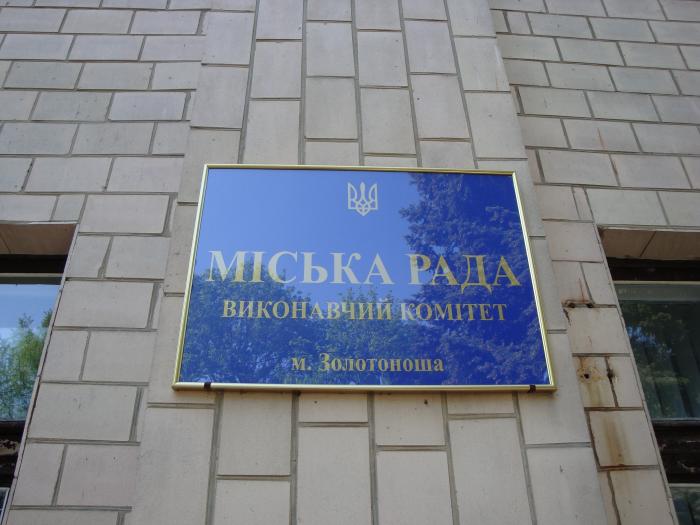 МІСЬКА РАДА
ВИКОНАВЧИЙ КОМІТЕТ
м. Золотоноша